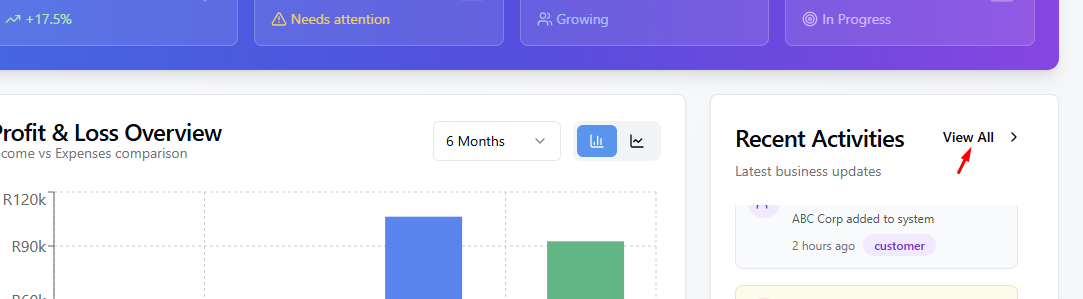 +17.5%
Needs attention
Growing
In Progress
Profit & Loss Overview
come vs Expenses comparison
6 Months
R120k
R90k
R60k
Recent Activities
View All
Latest business updates
ABC Corp added to system
2 hours ago
customer